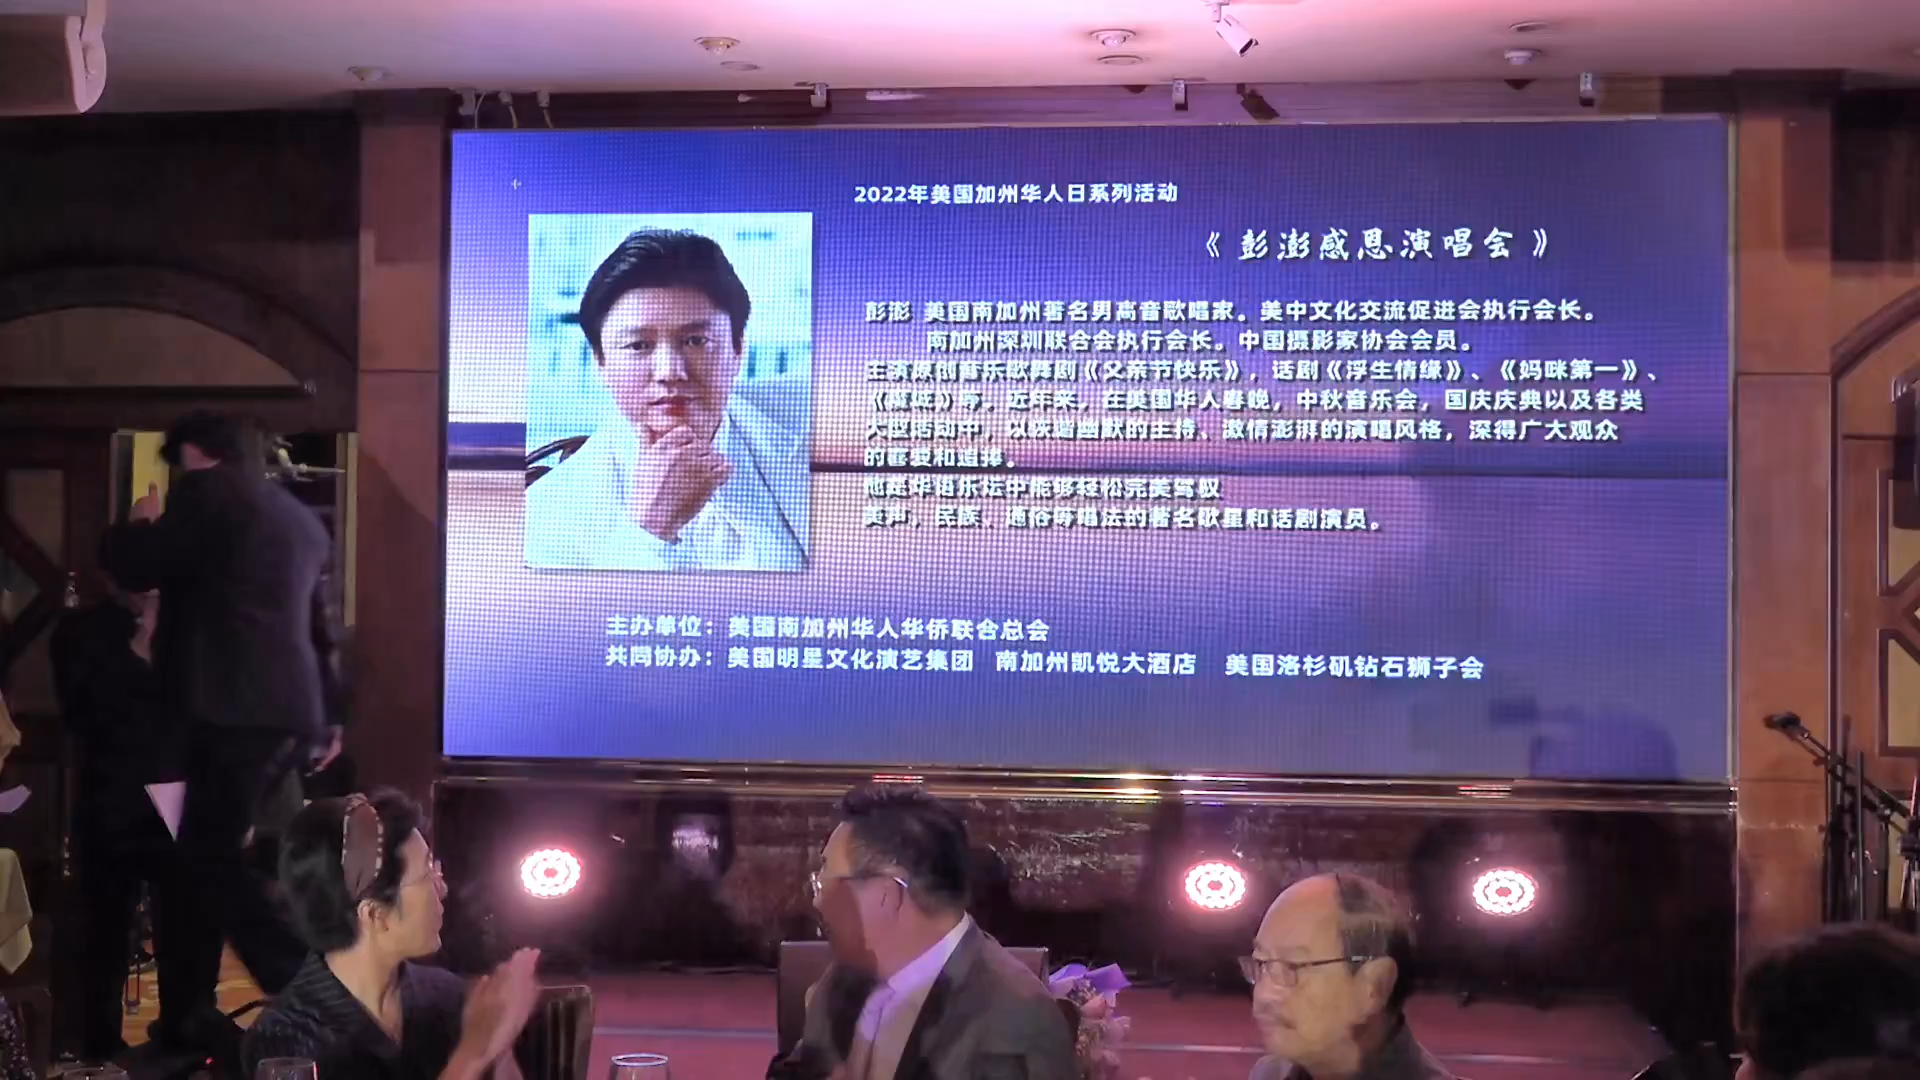 2022年美国加州华人日系列活动
《彭澎感恩演唱会》
彭澎 美国南加州著名男高音歌唱家。美中文化交流促进会执行会长。
南加州深圳联合会执行会长。中国摄影家协会会员。
主演原创音乐歌舞剧《父亲节快乐》，话剧《浮生情缘》、《妈咪第一》、
《魔城》等。近年来，在美国华人春晚，中秋音乐会，国庆庆典以及各类
大型活动中，以诙谐幽默的主持、激情澎湃的演唱风格，深得广大观众
的喜爱和追捧。
他是华语乐坛中能够轻松完美驾驭
美声、民族、通俗等唱法的著名歌星和话剧演员。
主办单位：美国南加州华人华侨联合总会
共同协办：美国明星文化演艺集团 南加州凯悦大酒店 美国洛杉矶钻石狮子会